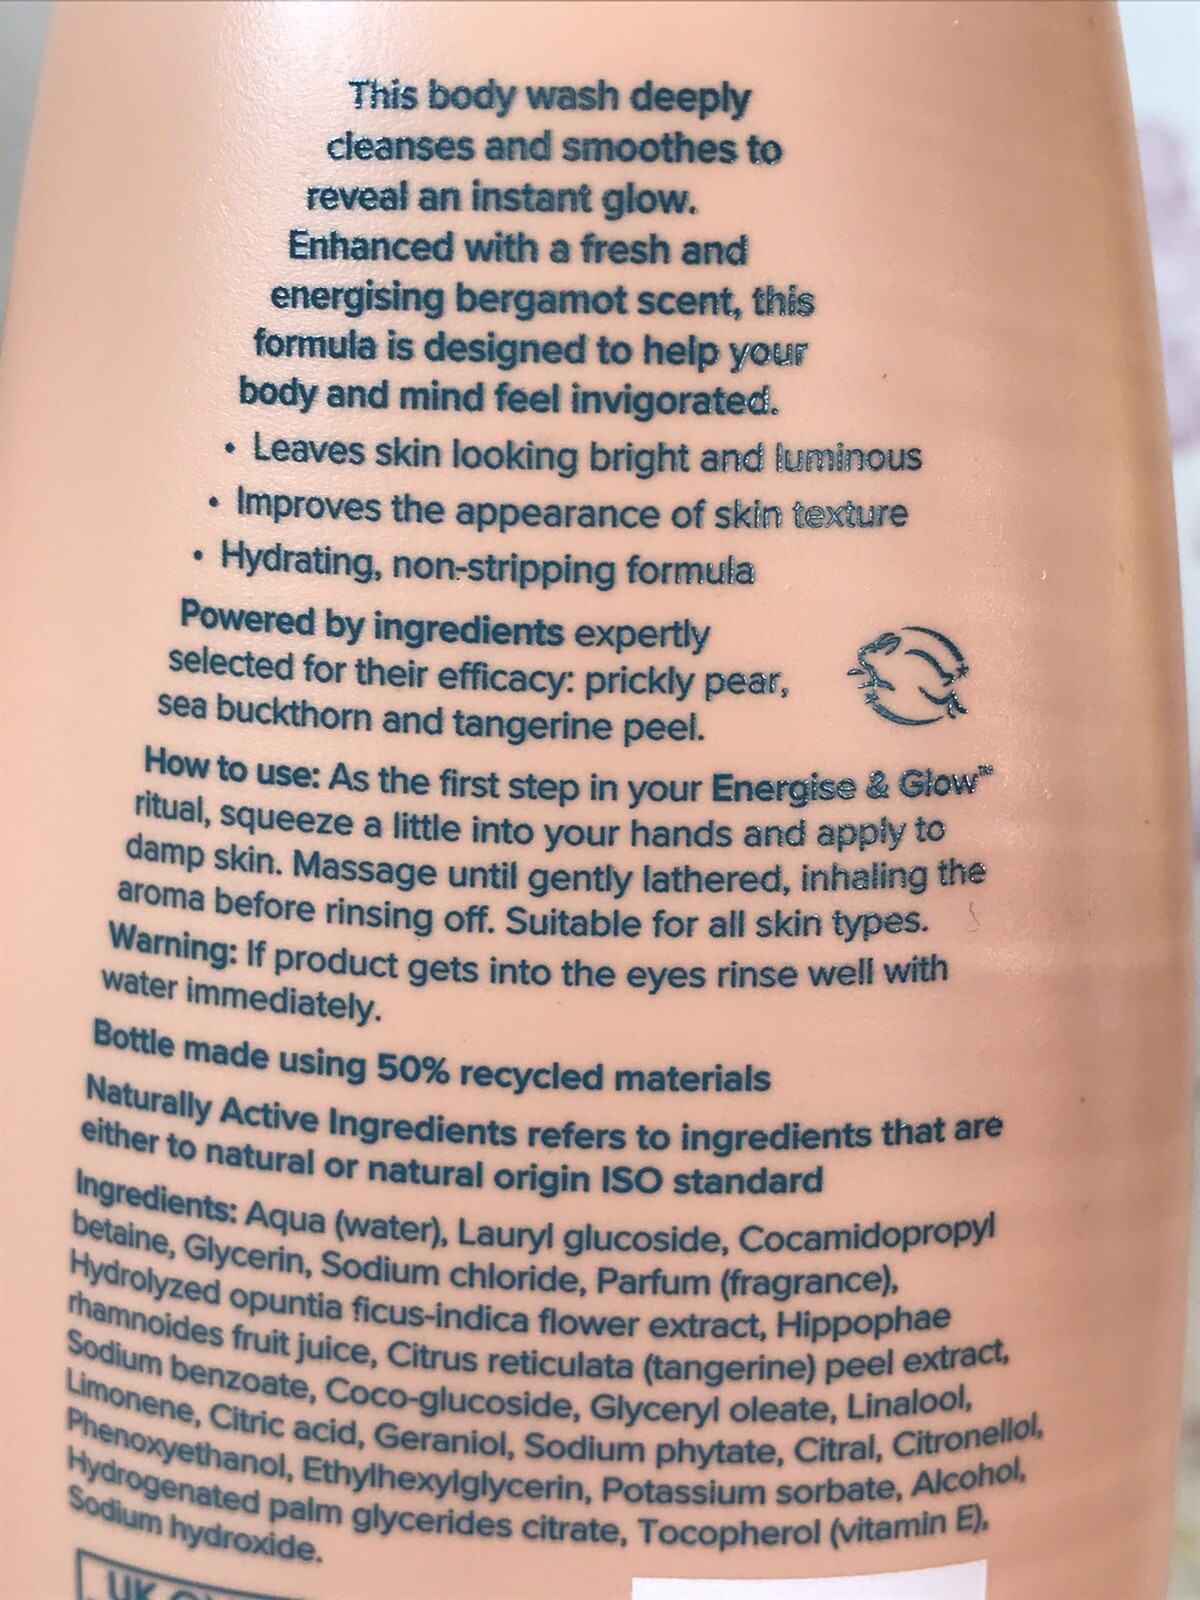 This body wash deeply
cleanses and smoothes to
reveal an instant glow.
Enhanced with a fresh and
energising bergamot scent, this
formula is designed to help your
body and mind feel invigorated.
• Leaves skin looking bright and luminous
• Improves the appearance of skin texture
• Hydrating, non-stripping formula
Powered by ingredients expertly
selected for their efficacy: prickly pear,
sea buckthorn and tangerine peel.
How to use: As the first step in your Energise & Glow™
ritual, squeeze a little into your hands and apply to
damp skin. Massage until gently lathered, inhaling the
aroma before rinsing off. Suitable for all skin types.
Warning: If product gets into the eyes rinse well with
water immediately.
Bottle made using 50% recycled materials
Naturally Active Ingredients refers to ingredients that are
either to natural or natural origin ISO standard
Ingredients: Aqua (water), Lauryl glucoside, Cocamidopropyl
betaine, Glycerin, Sodium chloride, Parfum (fragrance),
Hydrolyzed opuntia ficus-indica flower extract, Hippophae
rhamnoides fruit juice, Citrus reticulata (tangerine) peel extract,
Sodium benzoate, Coco-glucoside, Glyceryl oleate, Linalool,
Limonene, Citric acid, Geraniol, Sodium phytate, Citral, Citronellol,
Phenoxyethanol, Ethylhexylglycerin, Potassium sorbate, Alcohol,
Hydrogenated palm glycerides citrate, Tocopherol (vitamin E),
Sodium hydroxide.
UK